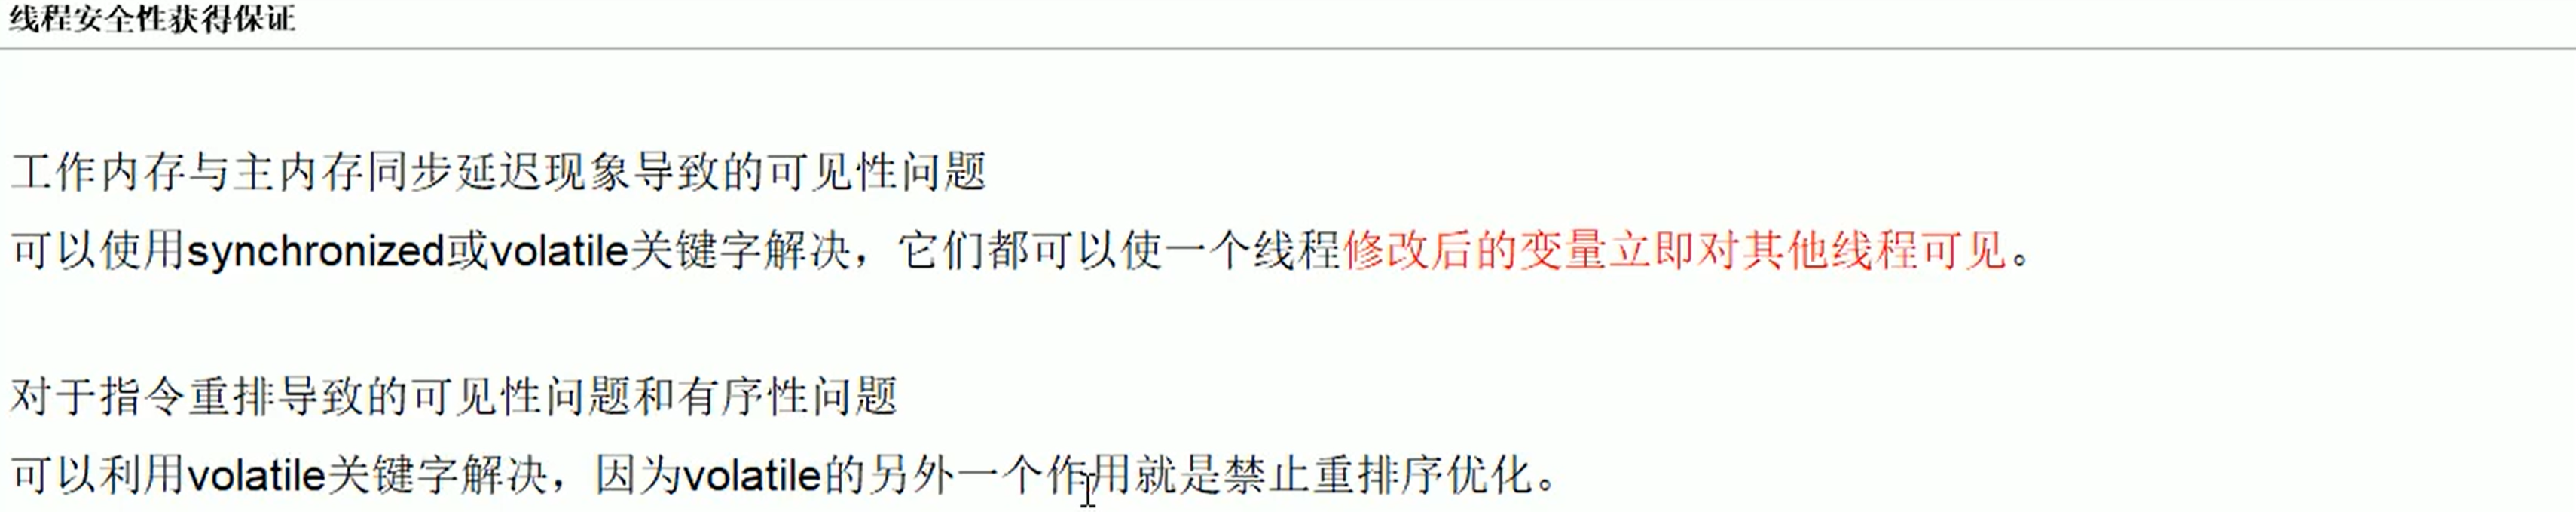 线程安全性获得保证
工作内存与主内存同步延迟现象导致的可见性问题
可以使用synchronized或volatile关键字解决，它们都可以使一个线程修改后的变量立即对其他线程可见。
对于指令重排导致的可见性问题和有序性问题
可以利用volatile关键字解决，因为volatile的另外一个作用就是禁止重排序优化。